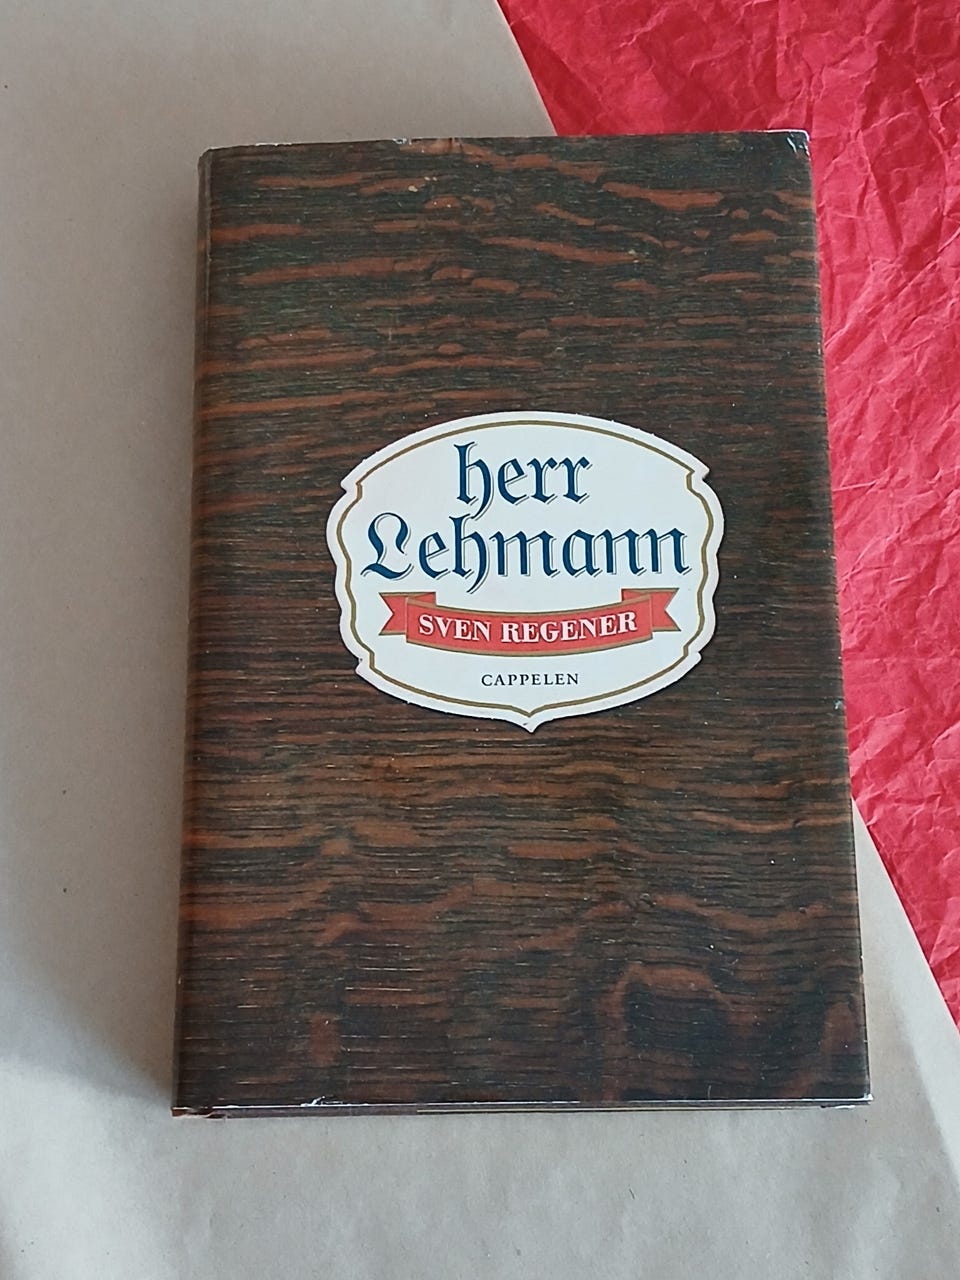 herr
Lehmann
SVEN REGENER
CAPPELEN